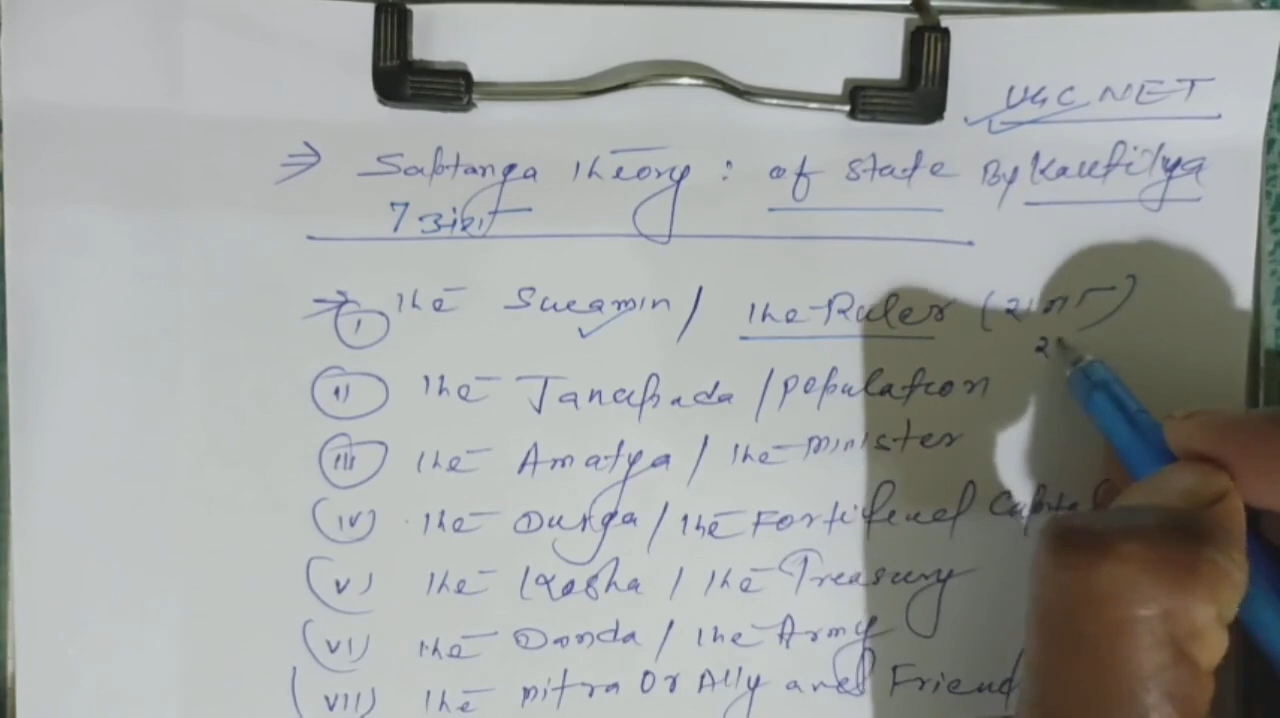 UGC NET
⇒ Saptanga Theory : of State By Kautilya
7 अंग
→ (I) The Swamin / The Ruler (राजा)
(II) The Janapada / Population
(III) The Amatya / The Minister
(IV) The Durga / The Fortified Capital
(V) The Kosha / The Treasury
(VI) The Danda / The Army
(VII) The Mitra Or Ally and Friend